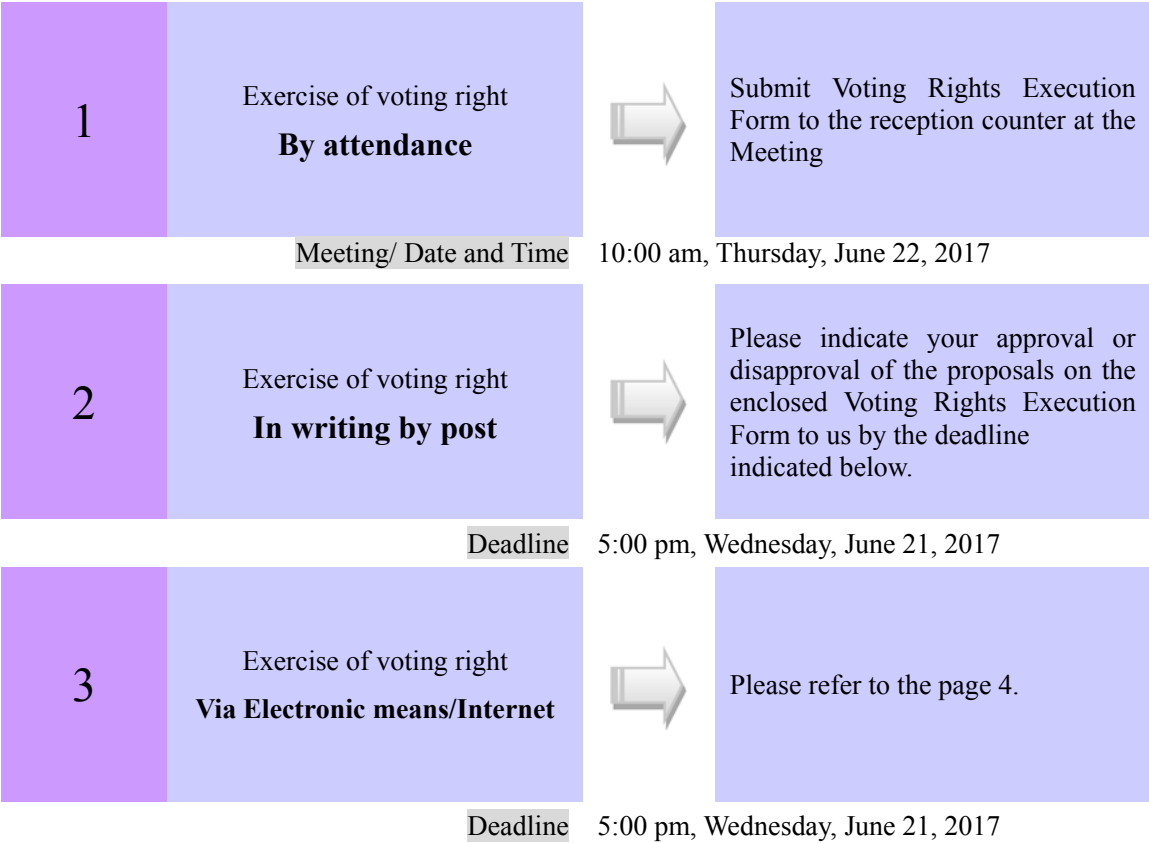 1
Exercise of voting right
By attendance
Submit Voting Rights Execution
Form to the reception counter at the
Meeting
Meeting/ Date and Time 10:00 am, Thursday, June 22, 2017
2
Exercise of voting right
In writing by post
Please indicate your approval or
disapproval of the proposals on the
enclosed Voting Rights Execution
Form to us by the deadline
indicated below.
Deadline 5:00 pm, Wednesday, June 21, 2017
3
Exercise of voting right
Via Electronic means/Internet
Please refer to the page 4.
Deadline 5:00 pm, Wednesday, June 21, 2017